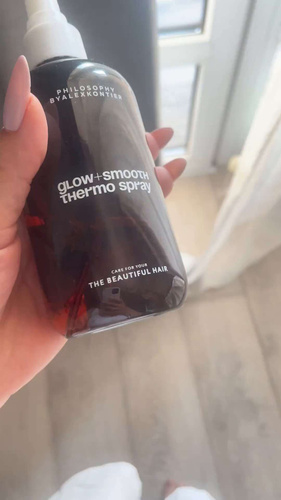 PHILOSOPHY
BYALEXKONTIER
gLOW+SMOOTH
THermo spray
CARE FOR YOUR
THE BEAUTIFUL HAIR